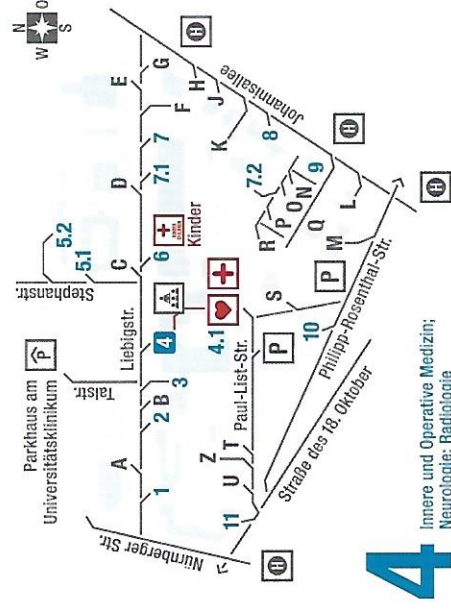 N
O
W
S
Parkhaus am
Universitätsklinikum
P
Talstr.
Stephanstr.
5.2
5.1
Nürnberger Str.
Liebigstr.
1
A
2
B
3
4
C
6
D
7.1
7
F
E
G
H
Kinder
4.1
Johannisallee
H
J
K
8
7.2
R
P
O
N
9
Q
H
L
M
H
Paul-List-Str.
P
S
P
10
Philipp-Rosenthal-Str.
Straße des 18. Oktober
Z
T
U
11
H
4
Innere und Operative Medizin;
Neurologie; Radiologie